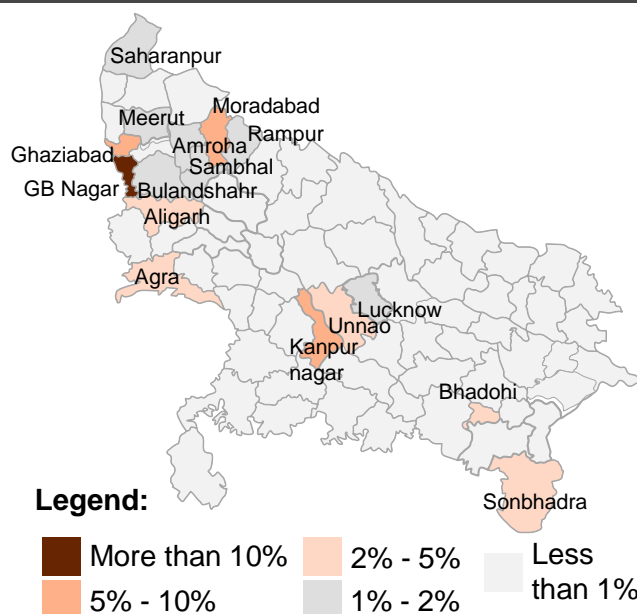 Saharanpur
Moradabad
Meerut
Rampur
Amroha
Ghaziabad
Sambhal
GB Nagar
Bulandshahr
Aligarh
Agra
Lucknow
Unnao
Kanpur
nagar
Bhadohi
Sonbhadra
Legend:
More than 10%
2% - 5%
Less
than 1%
5% - 10%
1% - 2%